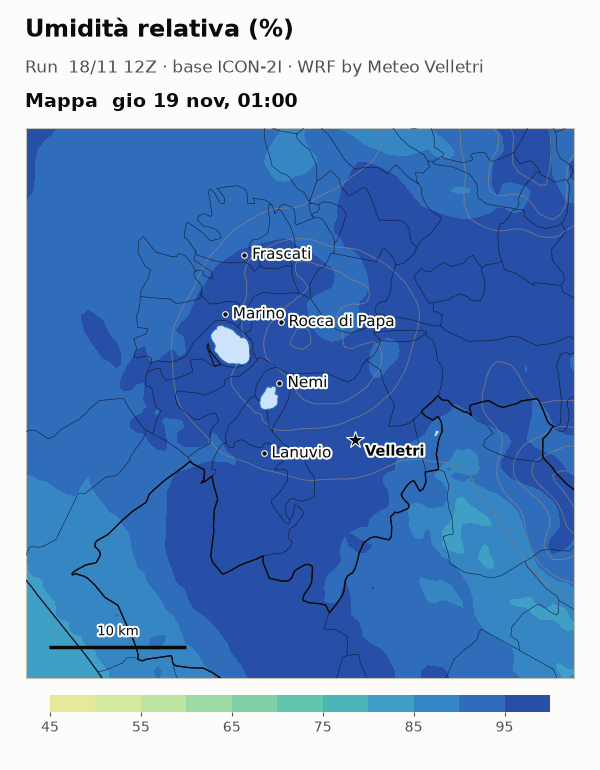 Umidità relativa (%)
Run  18/11 12Z · base ICON-2I · WRF by Meteo Velletri
Mappa  gio 19 nov, 01:00
Frascati
Marino
Rocca di Papa
Nemi
Velletri
Lanuvio
10 km
45 55 65 75 85 95